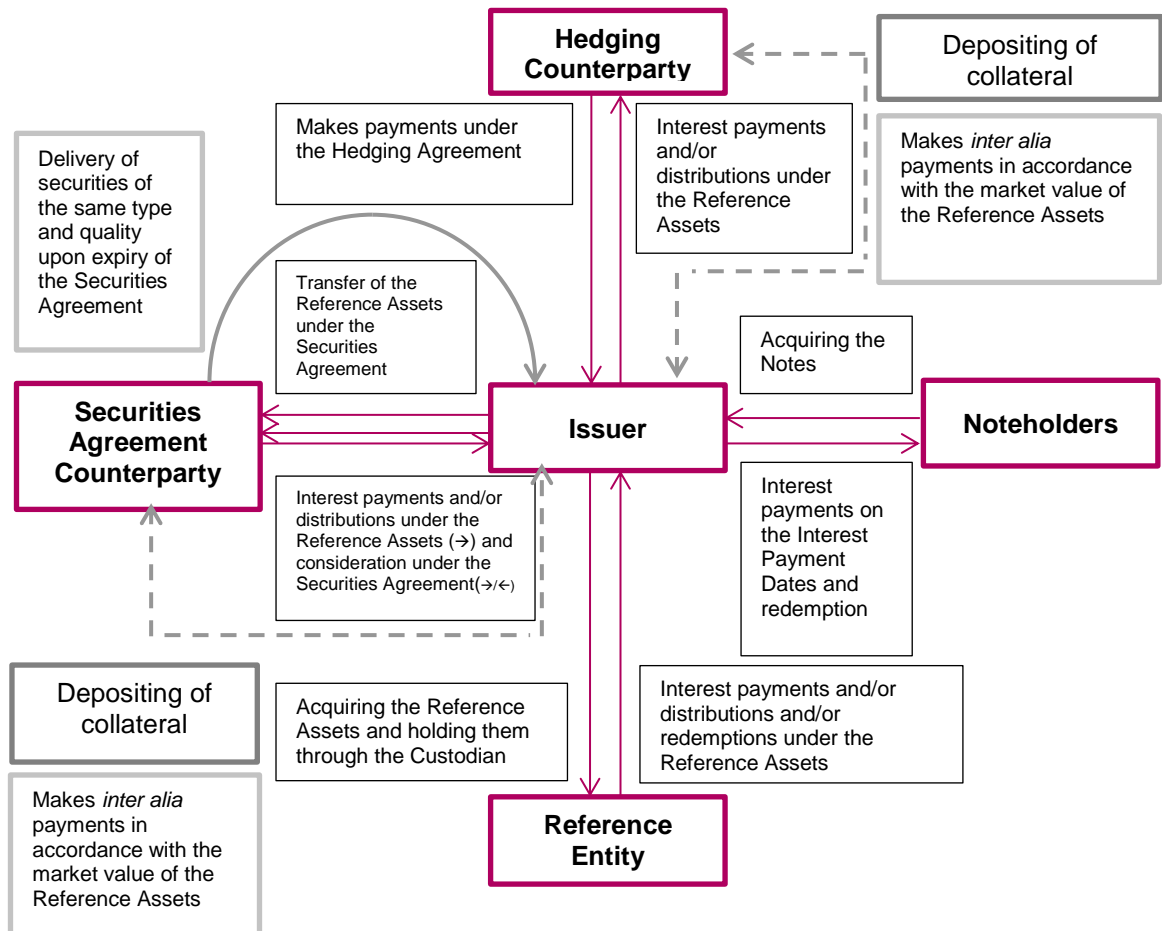 Hedging
Counterparty
Depositing of
collateral
Makes payments under
the Hedging Agreement
Interest payments
and/or
distributions under
the Reference
Assets
Makes inter alia
payments in accordance
with the market value of
the Reference Assets
Delivery of
securities of
the same type
and quality
upon expiry of
the Securities
Agreement
Transfer of the
Reference Assets
under the
Securities
Agreement
Acquiring the
Notes
Securities
Agreement
Counterparty
Issuer
Noteholders
Interest payments and/or
distributions under the
Reference Assets (→) and
consideration under the
Securities Agreement(→/←)
Interest
payments on
the Interest
Payment
Dates and
redemption
Depositing of
collateral
Acquiring the Reference
Assets and holding them
through the Custodian
Interest payments and/or
distributions and/or
redemptions under the
Reference Assets
Makes inter alia
payments in
accordance with the
market value of the
Reference Assets
Reference
Entity